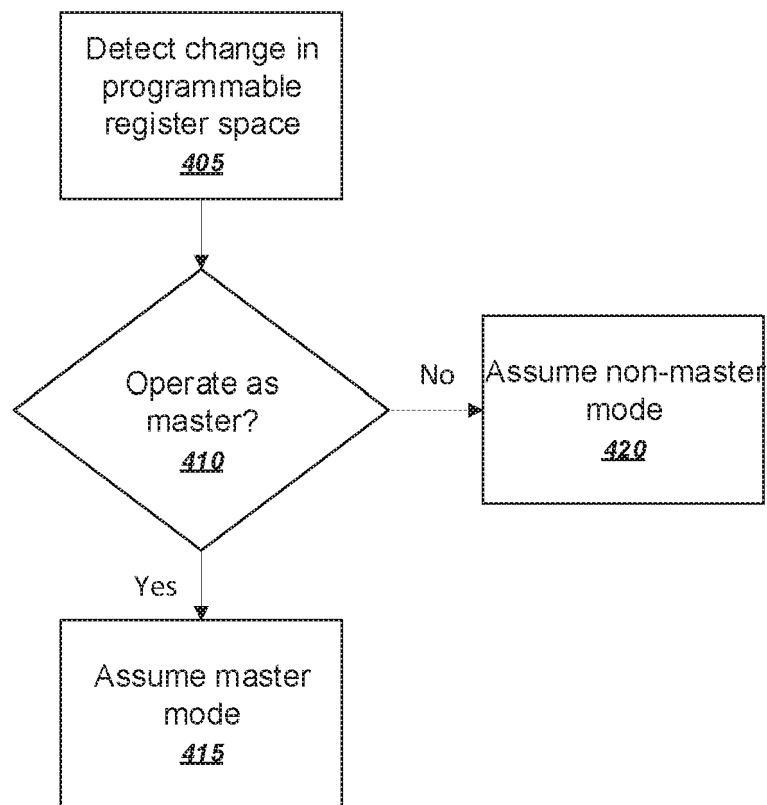 Detect change in
programmable
register space
405
Operate as
master?
410
No
Assume non-master
mode
420
Yes
Assume master
mode
415